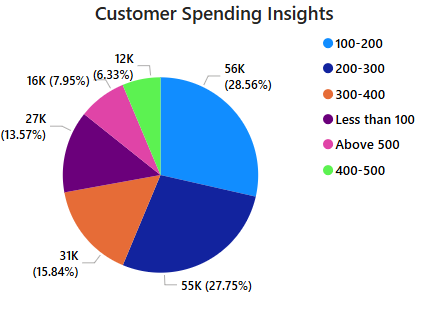 Customer Spending Insights
56K
(28.56%)
55K (27.75%)
31K
(15.84%)
27K
(13.57%)
16K (7.95%)
12K
(6.33%)
100-200
200-300
300-400
Less than 100
Above 500
400-500